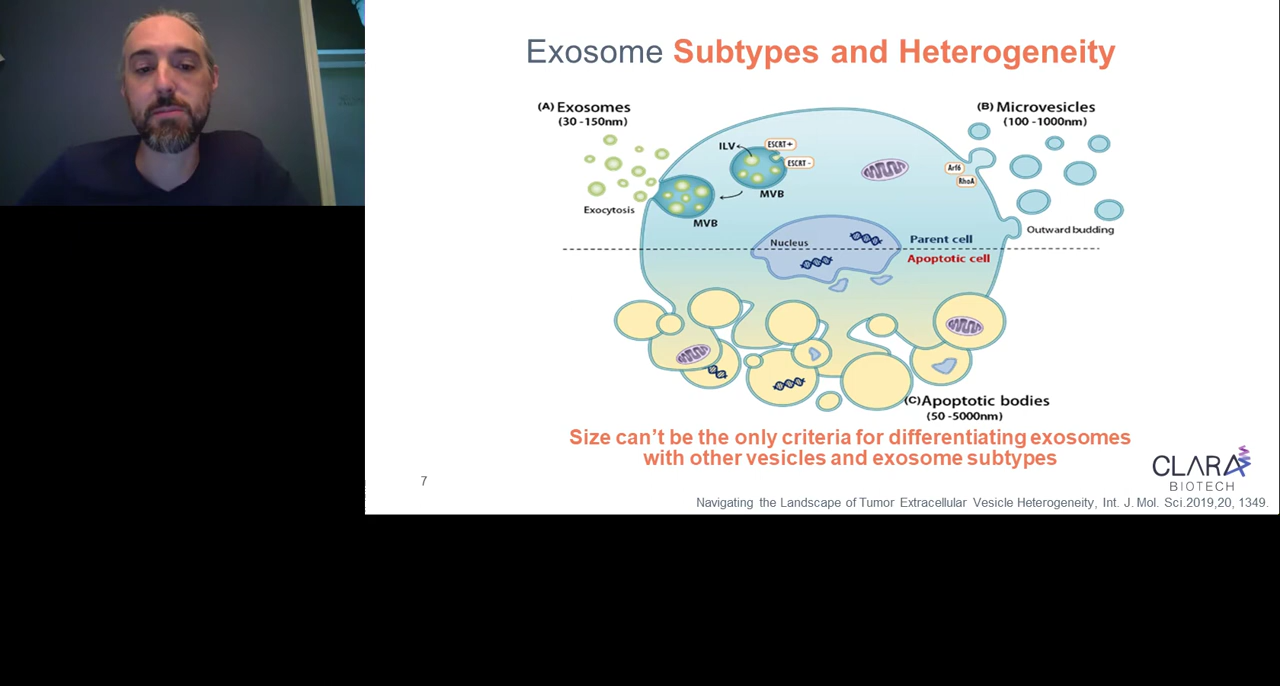 Exosome Subtypes and Heterogeneity
(A) Exosomes
(30 -150nm)
(B) Microvesicles
(100 -1000nm)
ILV
ESCRT+
ESCRT-
MVB
MVB
Exocytosis
Arf6
RhoA
Outward budding
Nucleus
Parent cell
Apoptotic cell
(C)Apoptotic bodies
(50 -5000nm)
Size can't be the only criteria for differentiating exosomes
with other vesicles and exosome subtypes
7
CLARA
BIOTECH
Navigating the Landscape of Tumor Extracellular Vesicle Heterogeneity, Int. J. Mol. Sci.2019,20, 1349.